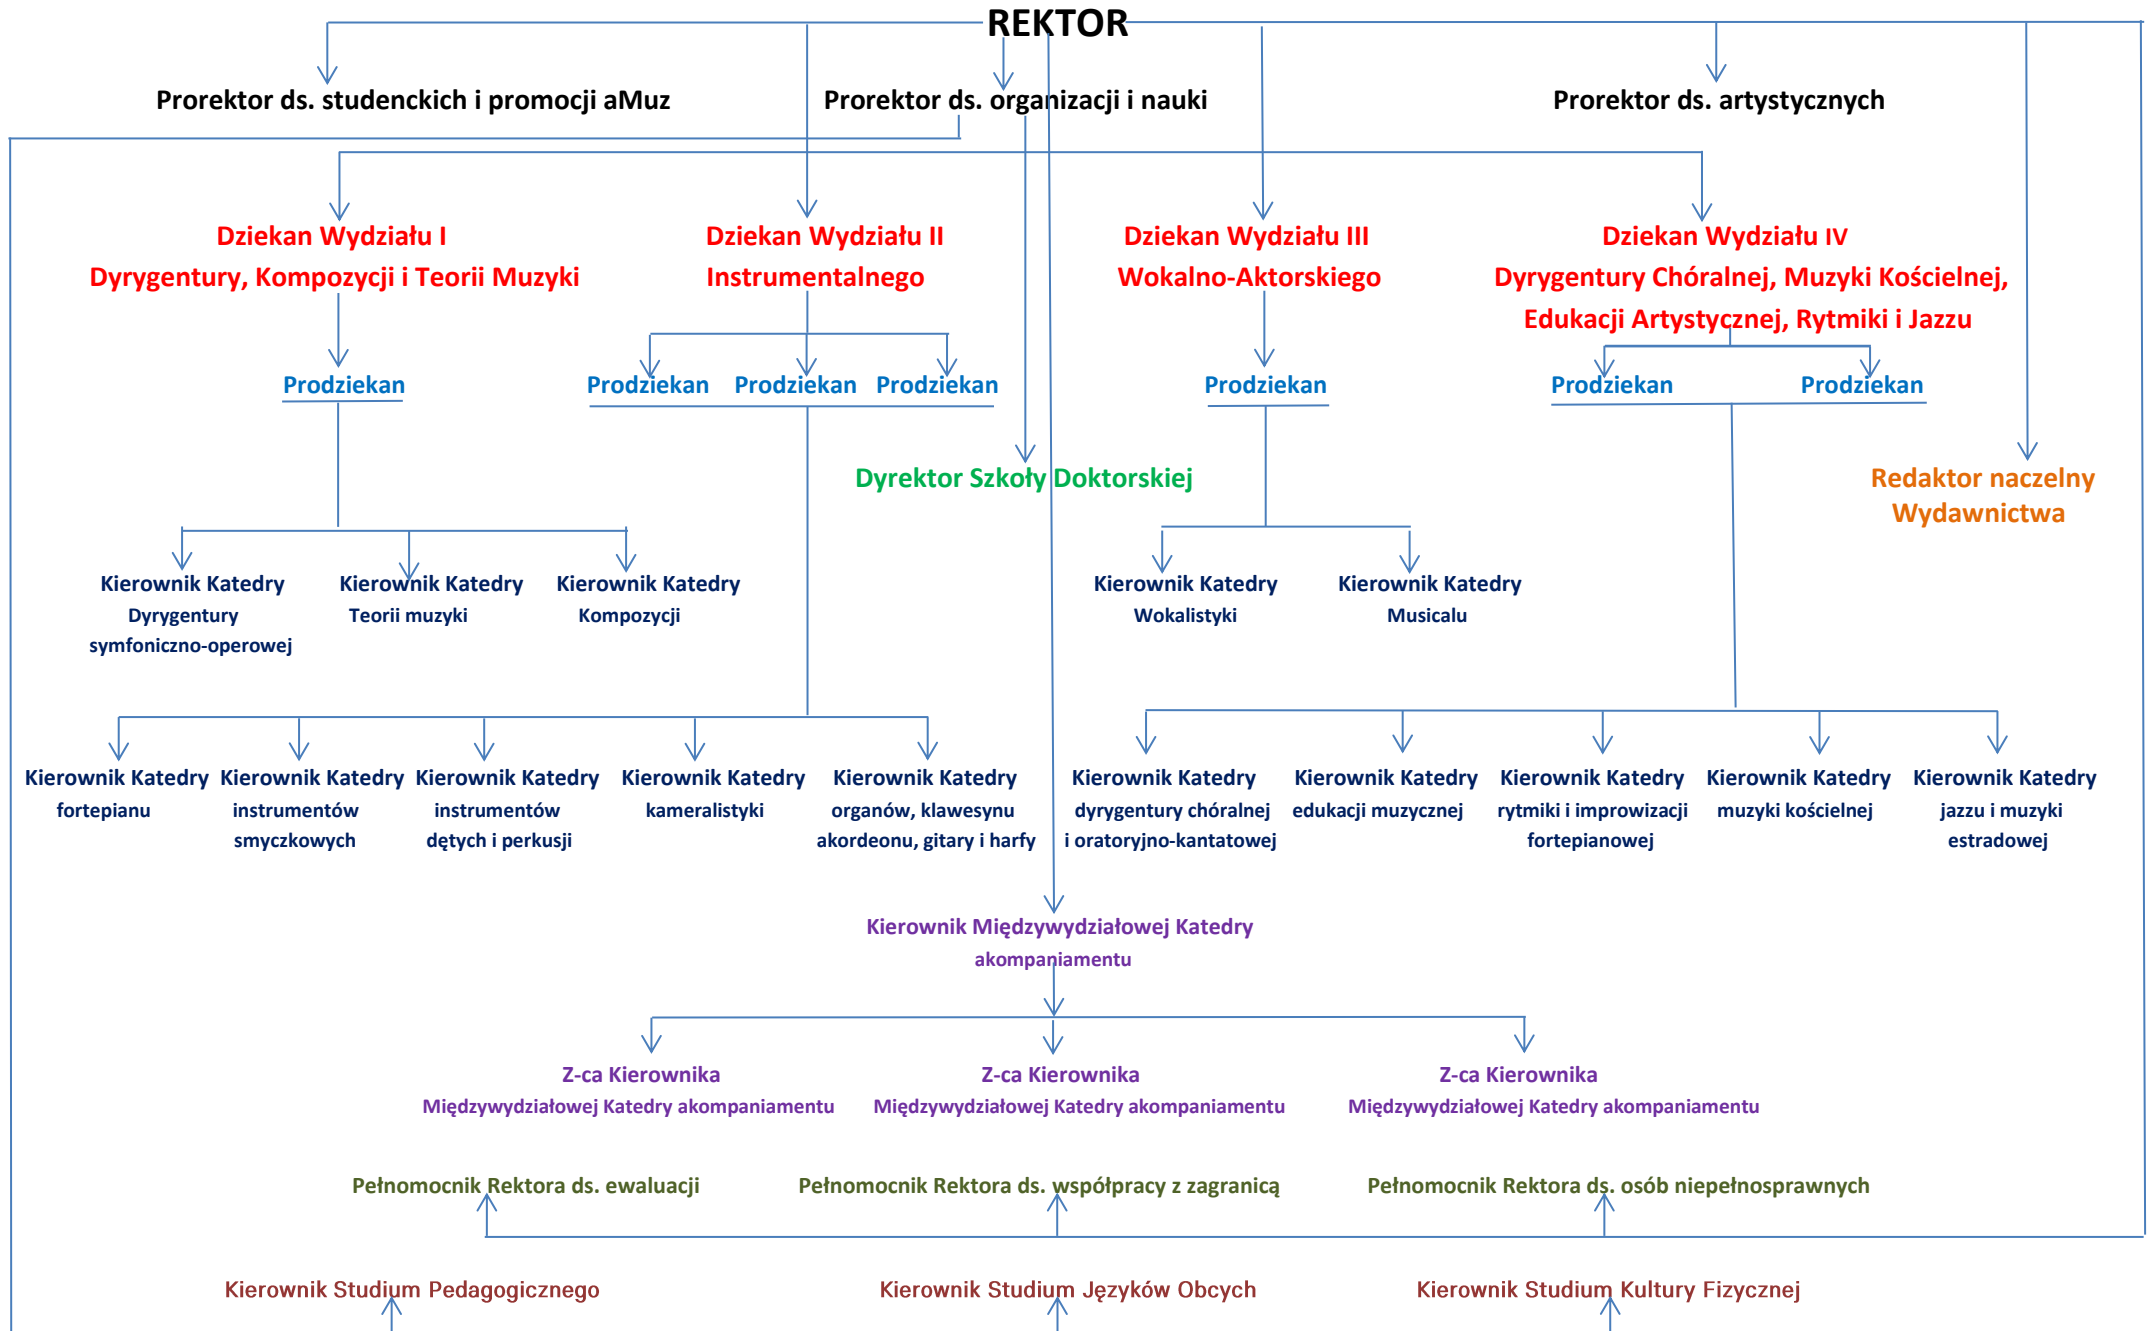 REKTOR
Prorektor ds. studenckich i promocji aMuz
Prorektor ds. organizacji i nauki
Prorektor ds. artystycznych
Dziekan Wydziału I
Dyrygentury, Kompozycji i Teorii Muzyki
Dziekan Wydziału II
Instrumentalnego
Dziekan Wydziału III
Wokalno-Aktorskiego
Dziekan Wydziału IV
Dyrygentury Chóralnej, Muzyki Kościelnej,
Edukacji Artystycznej, Rytmiki i Jazzu
Prodziekan
Prodziekan
Prodziekan
Prodziekan
Prodziekan
Prodziekan
Prodziekan
Dyrektor Szkoły Doktorskiej
Redaktor naczelny
Wydawnictwa
Kierownik Katedry
Dyrygentury
symfoniczno-operowej
Kierownik Katedry
Teorii muzyki
Kierownik Katedry
Kompozycji
Kierownik Katedry
Wokalistyki
Kierownik Katedry
Musicalu
Kierownik Katedry
fortepianu
Kierownik Katedry
instrumentów
smyczkowych
Kierownik Katedry
instrumentów
dętych i perkusji
Kierownik Katedry
kameralistyki
Kierownik Katedry
organów, klawesynu
akordeonu, gitary i harfy
Kierownik Katedry
dyrygentury chóralnej
i oratoryjno-kantatowej
Kierownik Katedry
edukacji muzycznej
Kierownik Katedry
rytmiki i improwizacji
fortepianowej
Kierownik Katedry
muzyki kościelnej
Kierownik Katedry
jazzu i muzyki
estradowej
Kierownik Międzywydziałowej Katedry
akompaniamentu
Z-ca Kierownika
Międzywydziałowej Katedry akompaniamentu
Z-ca Kierownika
Międzywydziałowej Katedry akompaniamentu
Z-ca Kierownika
Międzywydziałowej Katedry akompaniamentu
Pełnomocnik Rektora ds. ewaluacji
Pełnomocnik Rektora ds. współpracy z zagranicą
Pełnomocnik Rektora ds. osób niepełnosprawnych
Kierownik Studium Pedagogicznego
Kierownik Studium Języków Obcych
Kierownik Studium Kultury Fizycznej